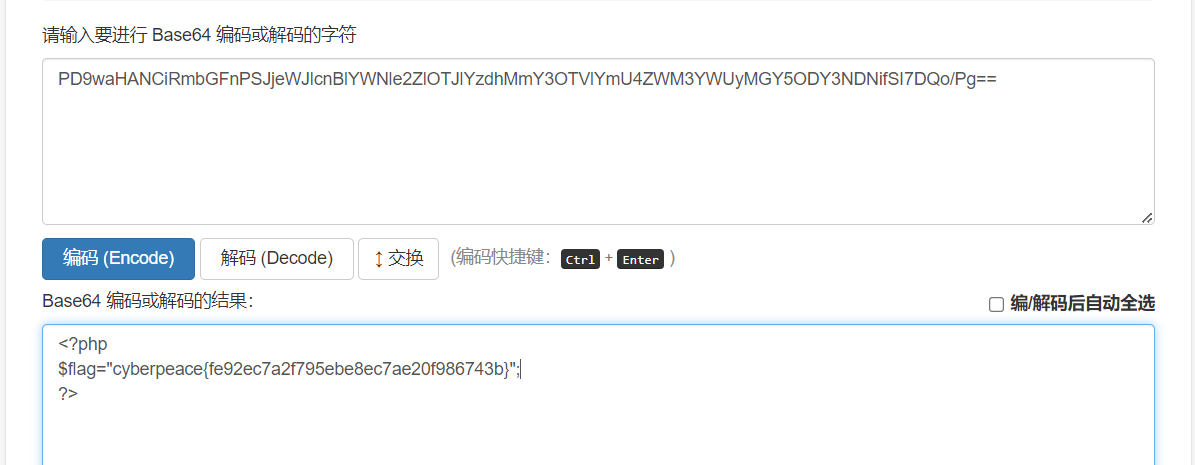 请输入要进行 Base64 编码或解码的字符
PD9waHANCiRmbGFnPSJjeWJlcnBlYWNle2ZlOTJlYzdhMmY3OTVlYmU4ZWM3YWUyMGY5ODY3NDNifSI7DQo/Pg==
编码 (Encode) 解码 (Decode) ↕ 交换 (编码快捷键: Ctrl + Enter )
Base64 编码或解码的结果: 编/解码后自动全选
<?php
$flag="cyberpeace{fe92ec7a2f795ebe8ec7ae20f986743b}";
?>